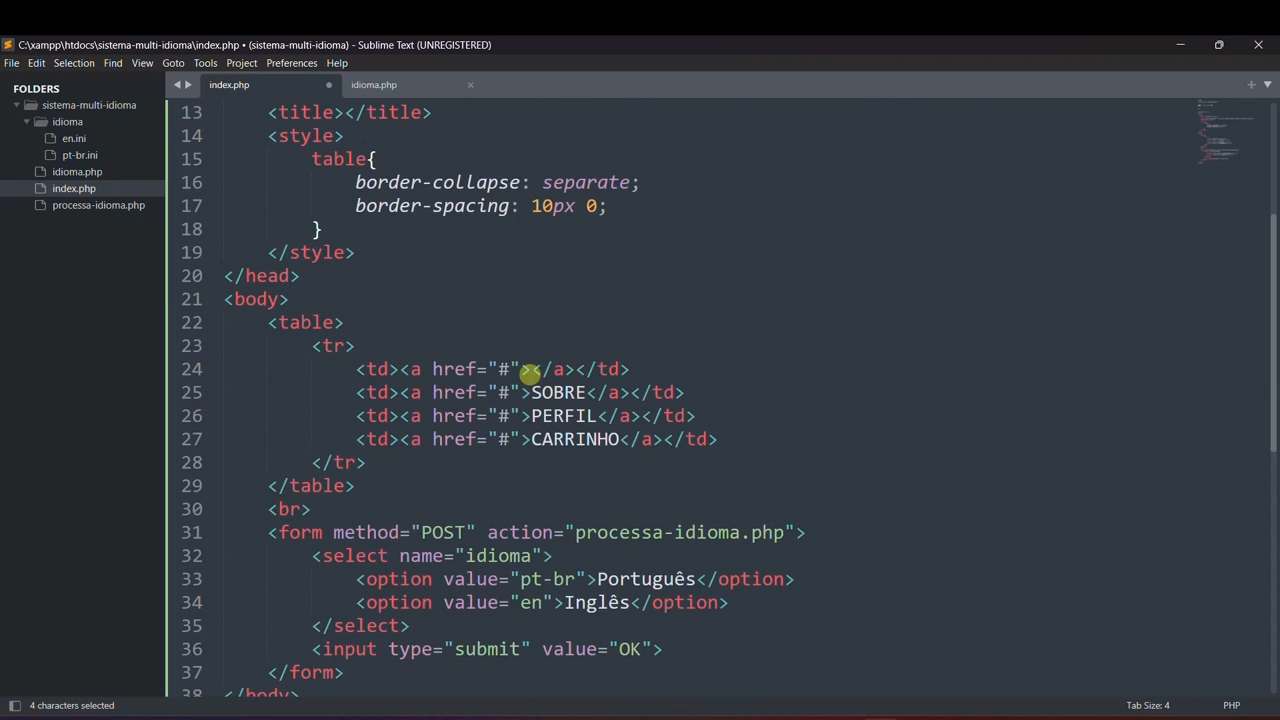 C:\xampp\htdocs\sistema-multi-idioma\index.php • (sistema-multi-idioma) - Sublime Text (UNREGISTERED)
File Edit Selection Find View Goto Tools Project Preferences Help
FOLDERS
sistema-multi-idioma
idioma
en.ini
pt-br.ini
idioma.php
index.php
processa-idioma.php
index.php
idioma.php
13 <title></title>
14 <style>
15 table{
16 border-collapse: separate;
17 border-spacing: 10px 0;
18 }
19 </style>
20 </head>
21 <body>
22 <table>
23 <tr>
24 <td><a href="#"></a></td>
25 <td><a href="#">SOBRE</a></td>
26 <td><a href="#">PERFIL</a></td>
27 <td><a href="#">CARRINHO</a></td>
28 </tr>
29 </table>
30 <br>
31 <form method="POST" action="processa-idioma.php">
32 <select name="idioma">
33 <option value="pt-br">Português</option>
34 <option value="en">Inglês</option>
35 </select>
36 <input type="submit" value="OK">
37 </form>
38 </body>
4 characters selected
Tab Size: 4
PHP